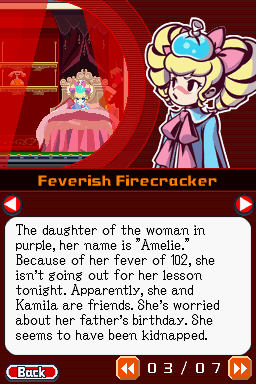 Feverish Firecracker
The daughter of the woman in
purple, her name is "Amelie."
Because of her fever of 102, she
isn't going out for her lesson
tonight. Apparently, she and
Kamila are friends. She's worried
about her father's birthday. She
seems to have been kidnapped.
Back
03/07